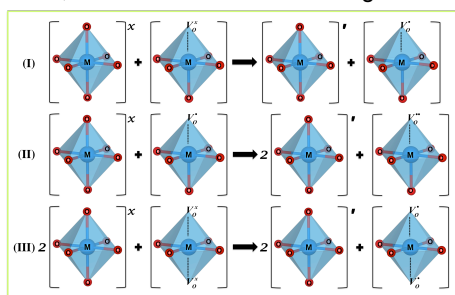 (I) x V_o^x M + M → ' M + V_o^• M
(II) x M + V_o^x M → 2 ' M + V_o^•• M
(III) 2 x M + V_o^x M V_o^x → 2 ' M + V_o^• M V_o^•